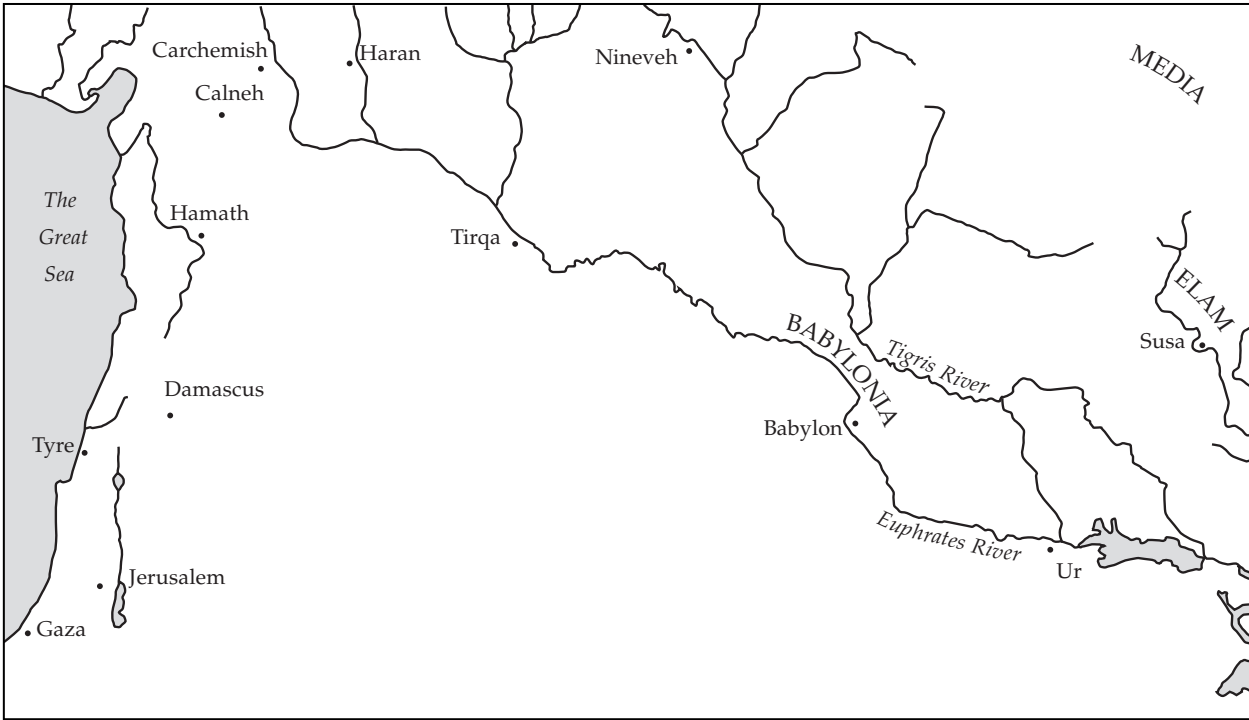 Carchemish
Haran
Nineveh
MEDIA
Calneh
The
Great
Sea
Hamath
Tirqa
ELAM
BABYLONIA
Tigris River
Susa
Damascus
Babylon
Tyre
Euphrates River
Ur
Jerusalem
Gaza